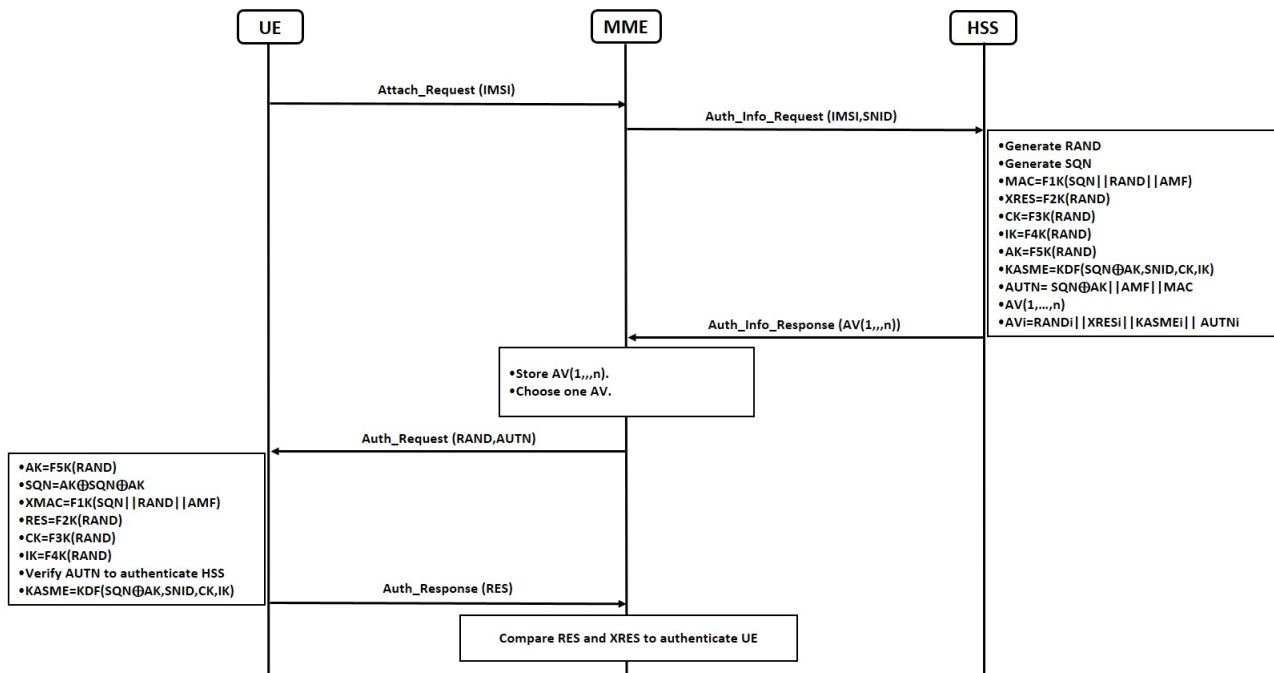 UE
MME
HSS
Attach_Request (IMSI)
Auth_Info_Request (IMSI,SNID)
•Generate RAND
•Generate SQN
•MAC=F1K(SQN||RAND||AMF)
•XRES=F2K(RAND)
•CK=F3K(RAND)
•IK=F4K(RAND)
•AK=F5K(RAND)
•KASME=KDF(SQN⊕AK,SNID,CK,IK)
•AUTN= SQN⊕AK||AMF||MAC
•AV(1,...,n)
•AVi=RANDi||XRESi||KASMEi|| AUTNi
Auth_Info_Response (AV(1,,,n))
•Store AV(1,,,n).
•Choose one AV.
Auth_Request (RAND,AUTN)
•AK=F5K(RAND)
•SQN=AK⊕SQN⊕AK
•XMAC=F1K(SQN||RAND||AMF)
•RES=F2K(RAND)
•CK=F3K(RAND)
•IK=F4K(RAND)
•Verify AUTN to authenticate HSS
•KASME=KDF(SQN⊕AK,SNID,CK,IK)
Auth_Response (RES)
Compare RES and XRES to authenticate UE